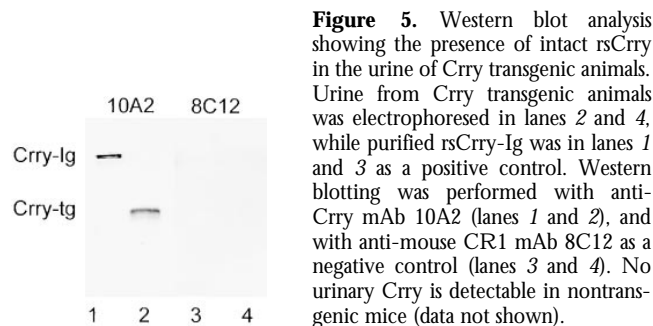 10A2 8C12
Crry-Ig
Crry-tg
1 2 3 4
Figure 5. Western blot analysis
showing the presence of intact rsCrry
in the urine of Crry transgenic animals.
Urine from Crry transgenic animals
was electrophoresed in lanes 2 and 4,
while purified rsCrry-Ig was in lanes 1
and 3 as a positive control. Western
blotting was performed with anti-
Crry mAb 10A2 (lanes 1 and 2), and
with anti-mouse CR1 mAb 8C12 as a
negative control (lanes 3 and 4). No
urinary Crry is detectable in nontrans-
genic mice (data not shown).